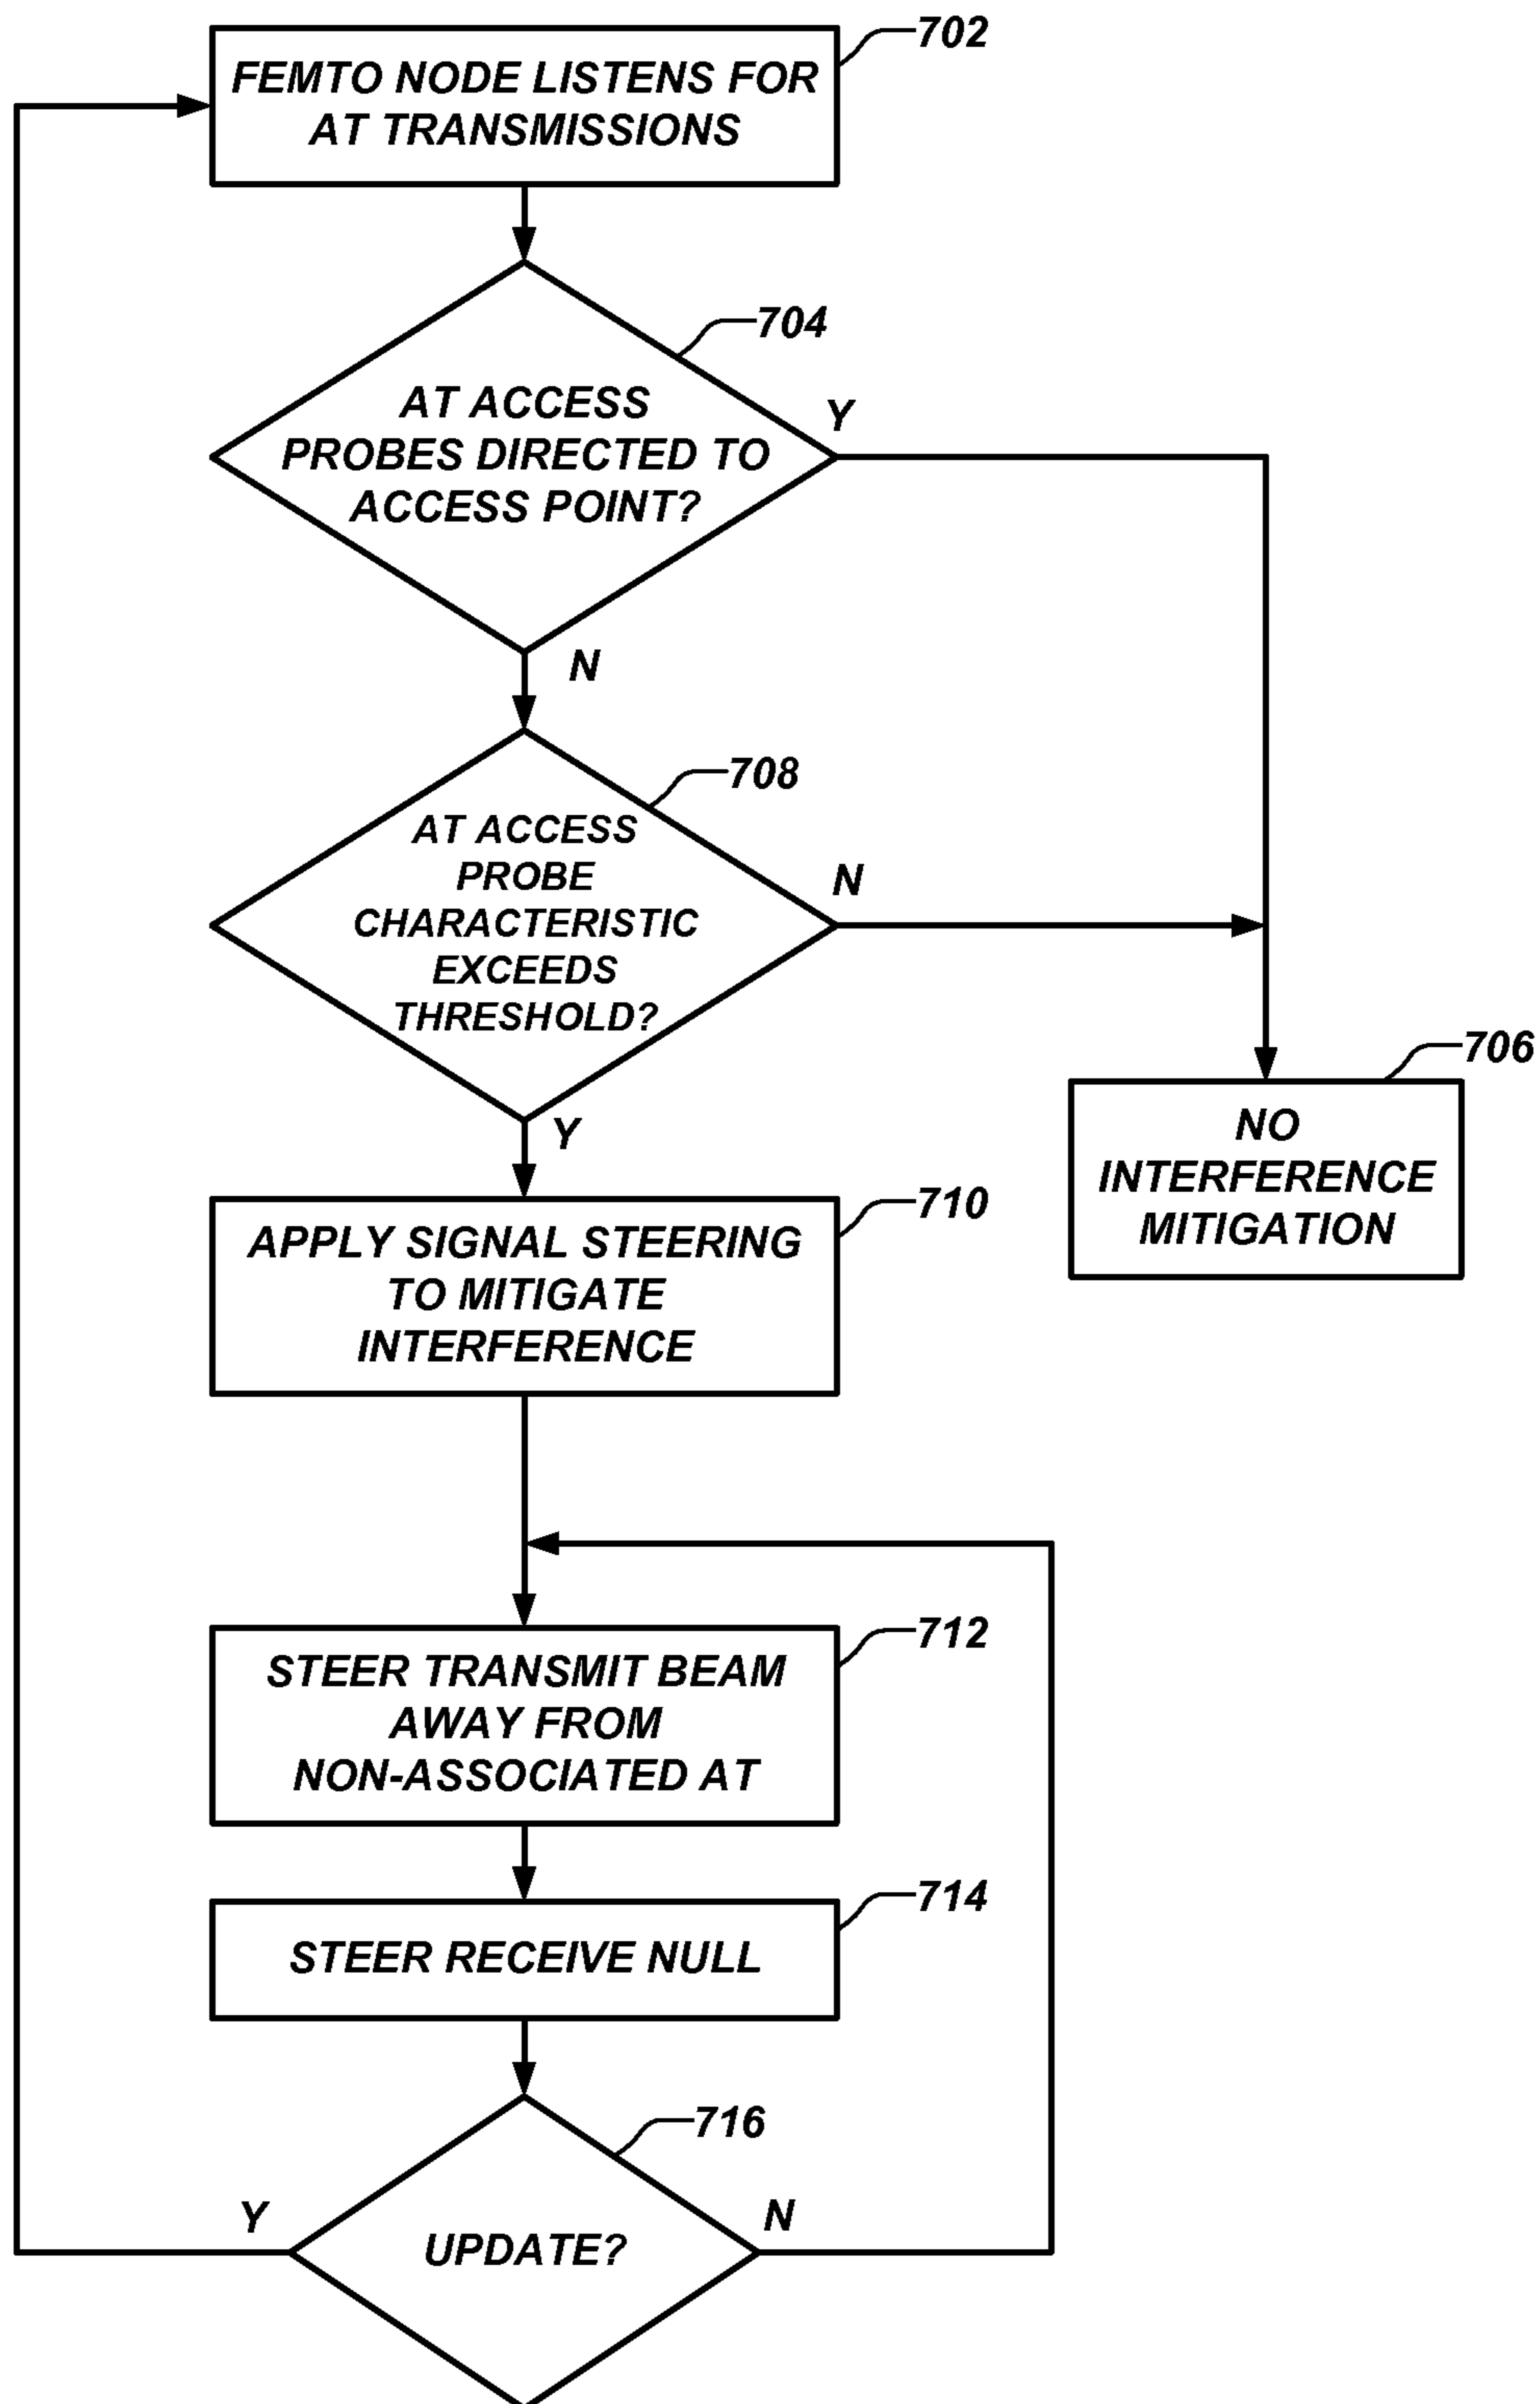 702
FEMTO NODE LISTENS FOR
AT TRANSMISSIONS
704
AT ACCESS
PROBES DIRECTED TO
ACCESS POINT?
Y
N
708
AT ACCESS
PROBE
CHARACTERISTIC
EXCEEDS
THRESHOLD?
N
Y
706
NO
INTERFERENCE
MITIGATION
710
APPLY SIGNAL STEERING
TO MITIGATE
INTERFERENCE
712
STEER TRANSMIT BEAM
AWAY FROM
NON-ASSOCIATED AT
714
STEER RECEIVE NULL
716
Y
UPDATE?
N